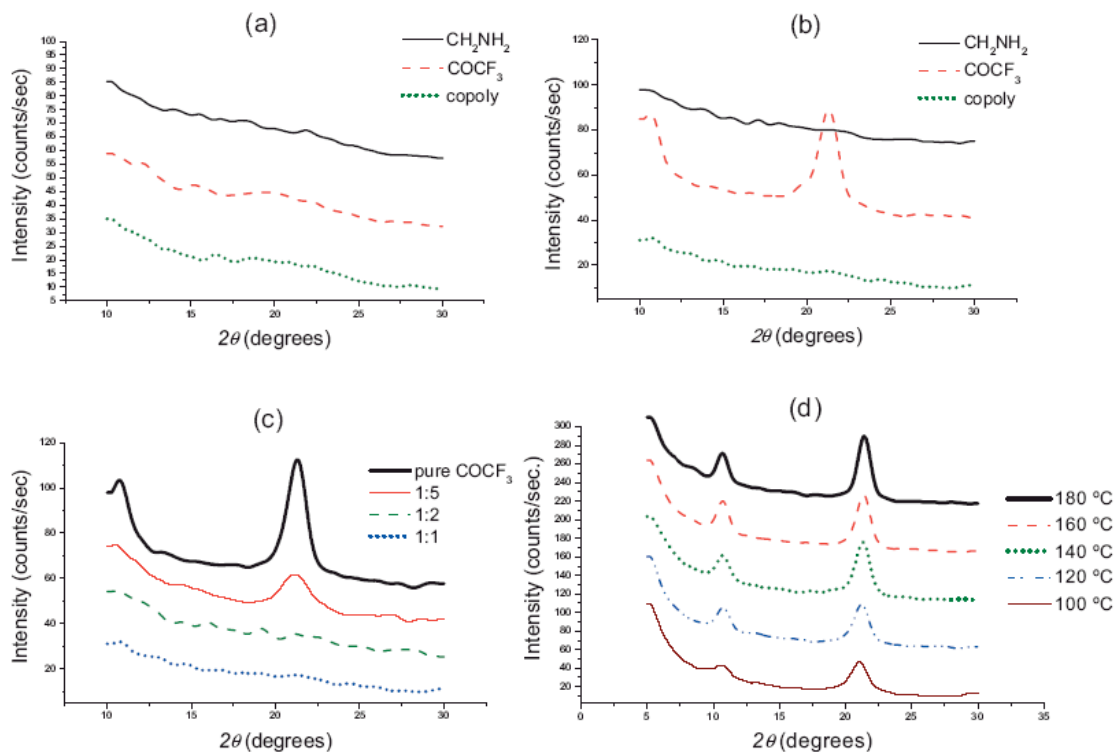 (a)
CH2NH2
COCF3
copoly
Intensity (counts/sec)
100
95
90
85
80
75
70
65
60
55
50
45
40
35
30
25
20
15
10
5
10 15 20 25 30
2θ (degrees)
(b)
CH2NH2
COCF3
copoly
Intensity (counts/sec)
120
100
80
60
40
20
10 15 20 25 30
2θ (degrees)
(c)
pure COCF3
1:5
1:2
1:1
Intensity (counts/sec)
120
100
80
60
40
20
10 15 20 25 30
2θ (degrees)
(d)
180 ºC
160 ºC
140 ºC
120 ºC
100 ºC
Intensity (counts/sec.)
300
280
260
240
220
200
180
160
140
120
100
80
60
40
20
0 5 10 15 20 25 30 35
2θ (degrees)